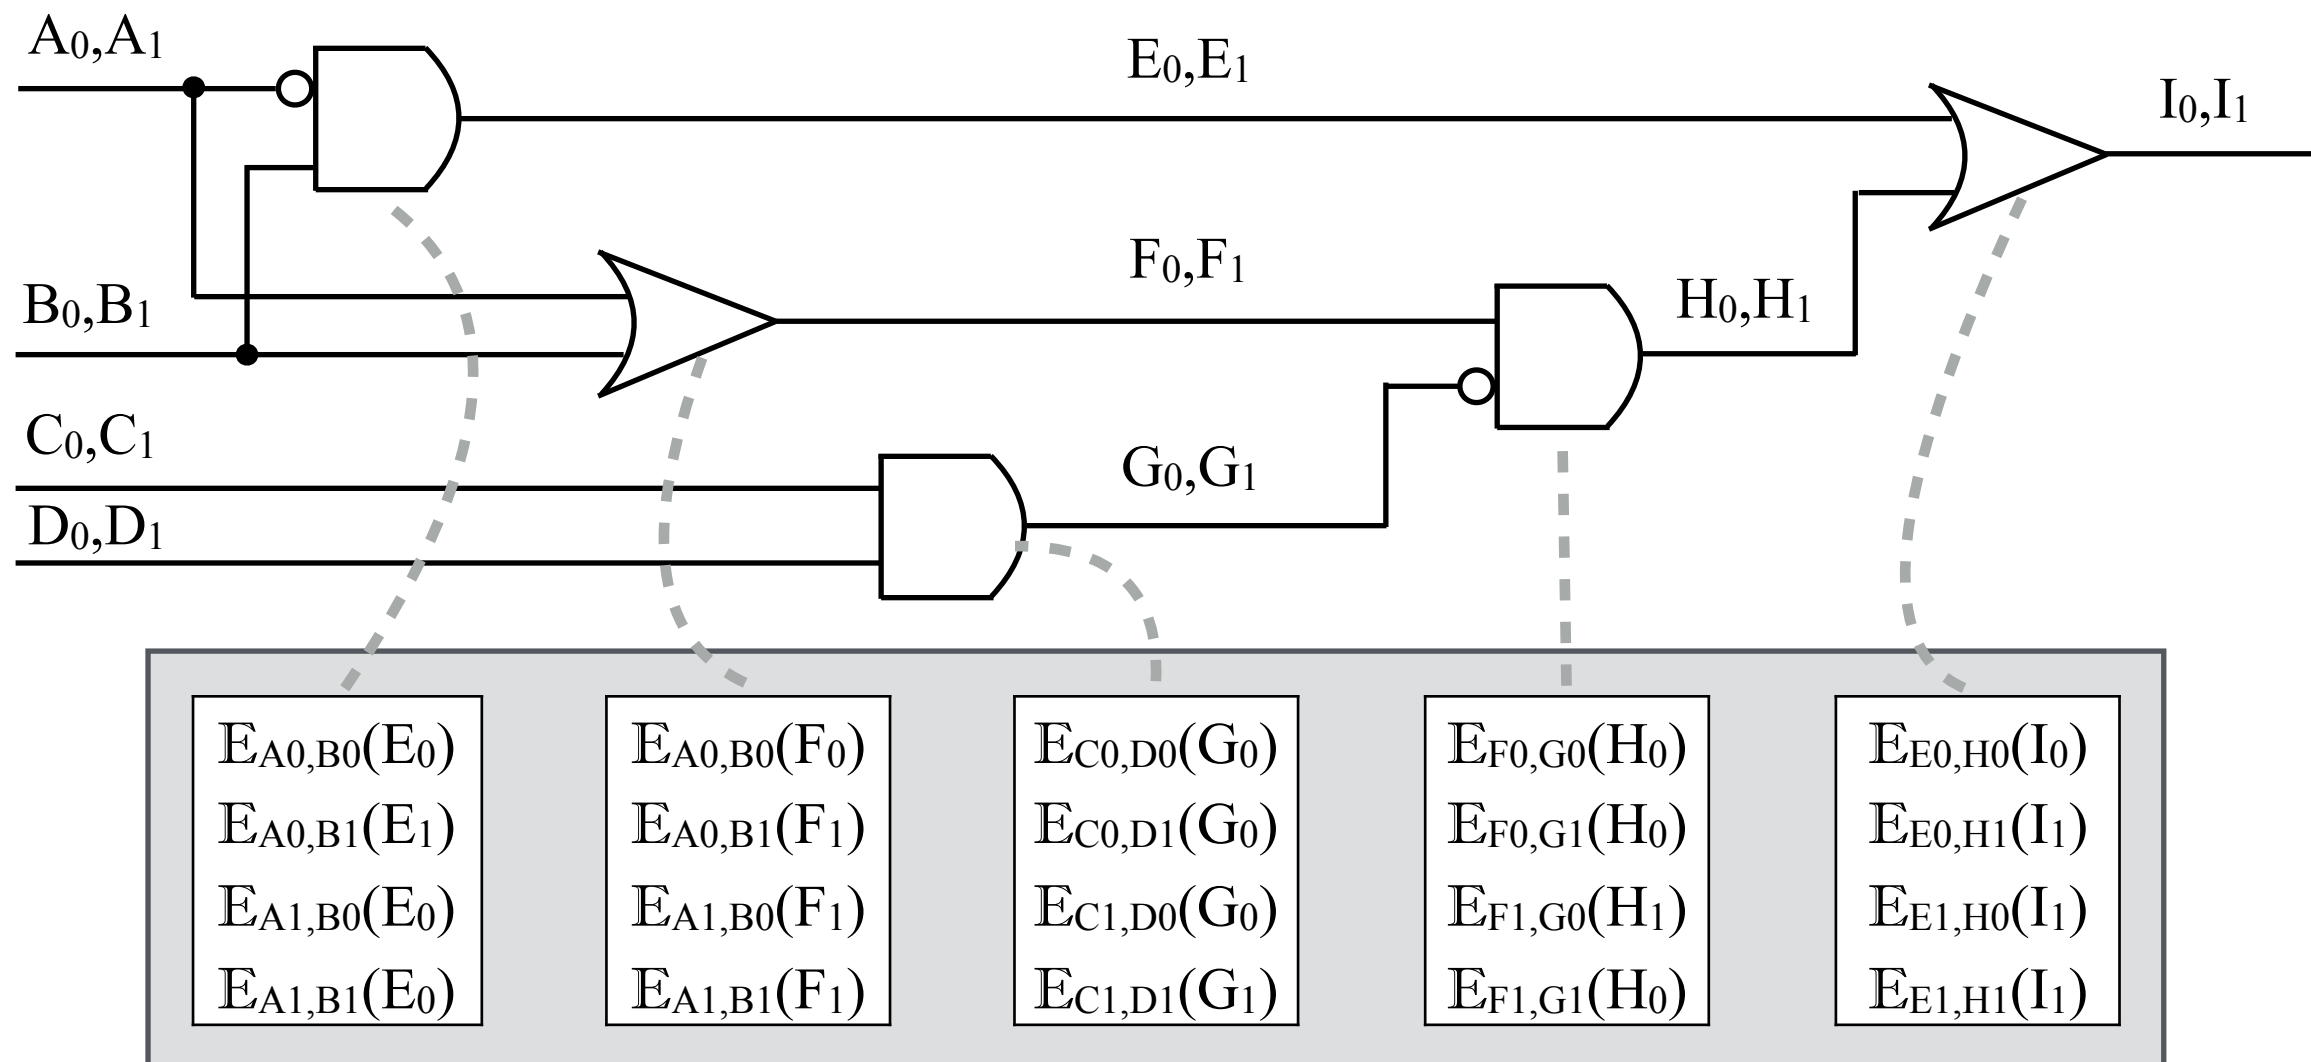 A₀,A₁
E₀,E₁
I₀,I₁
B₀,B₁
F₀,F₁
H₀,H₁
C₀,C₁
G₀,G₁
D₀,D₁
𝔼A0,B0(E₀)
𝔼A0,B1(E₁)
𝔼A1,B0(E₀)
𝔼A1,B1(E₀)
𝔼A0,B0(F₀)
𝔼A0,B1(F₁)
𝔼A1,B0(F₁)
𝔼A1,B1(F₁)
𝔼C0,D0(G₀)
𝔼C0,D1(G₀)
𝔼C1,D0(G₀)
𝔼C1,D1(G₁)
𝔼F0,G0(H₀)
𝔼F0,G1(H₀)
𝔼F1,G0(H₁)
𝔼F1,G1(H₀)
𝔼E0,H0(I₀)
𝔼E0,H1(I₁)
𝔼E1,H0(I₁)
𝔼E1,H1(I₁)